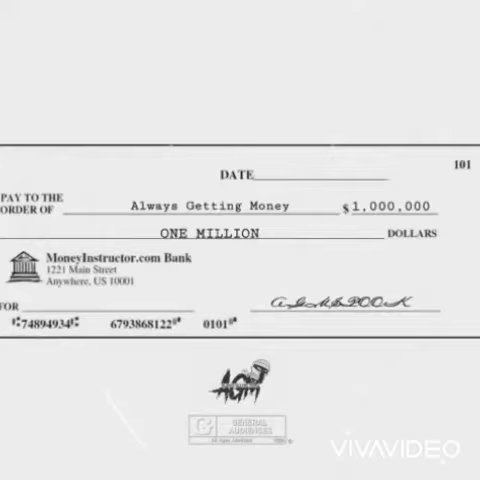 101
DATE
PAY TO THE
ORDER OF Always Getting Money $1,000,000
ONE MILLION DOLLARS
MoneyInstructor.com Bank
1221 Main Street
Anywhere, US 10001
FOR
⑆74894934⑆ 6793868122⑈ 0101⑈
AGM
G GENERAL
AUDIENCES
VIVAVIDEO